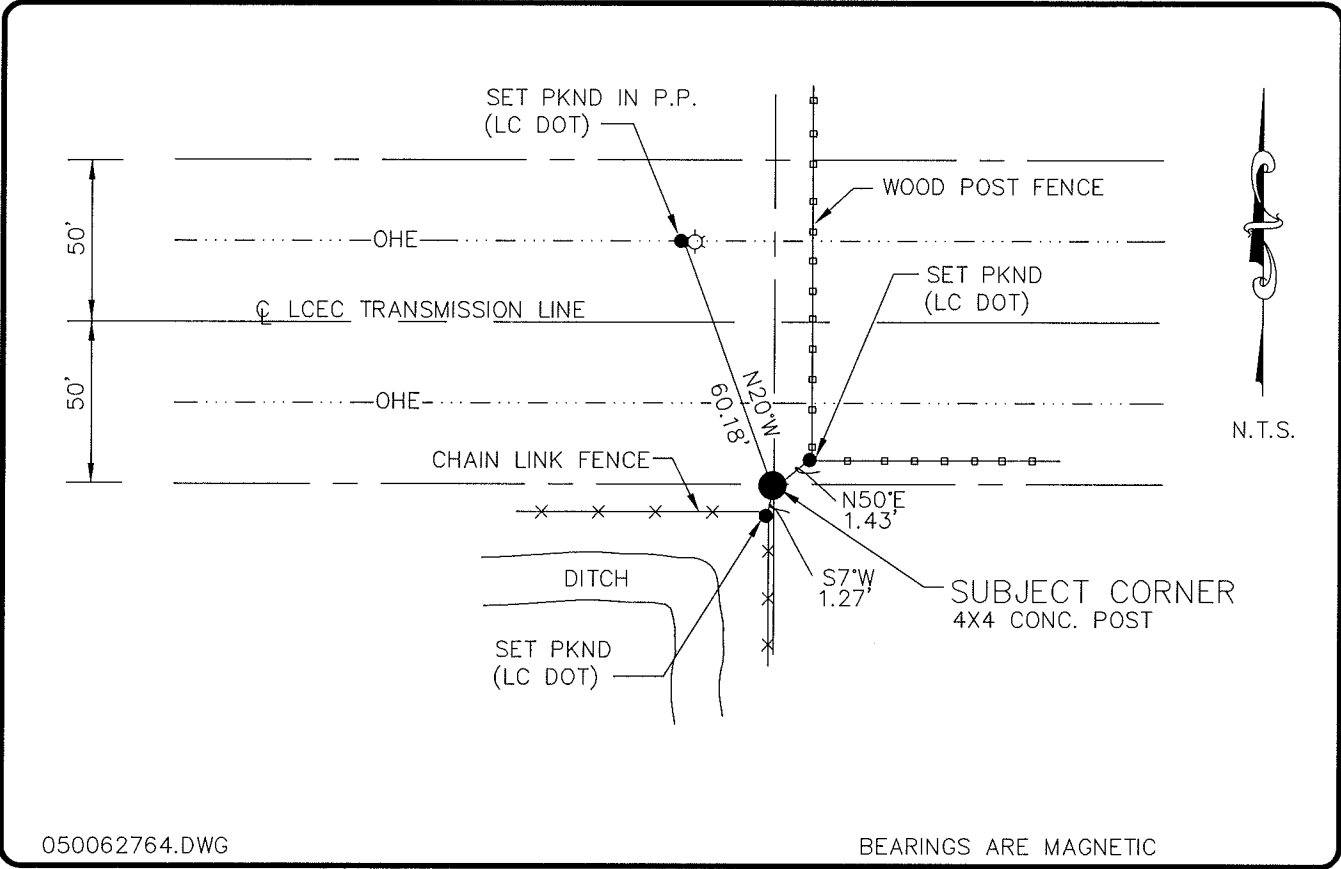 SET PKND IN P.P.
(LC DOT)
WOOD POST FENCE
50'
OHE
SET PKND
(LC DOT)
℄ LCEC TRANSMISSION LINE
50'
OHE
N20°W
60.18'
N.T.S.
CHAIN LINK FENCE
N50°E
1.43'
DITCH
S7°W
1.27'
SUBJECT CORNER
4X4 CONC. POST
SET PKND
(LC DOT)
050062764.DWG
BEARINGS ARE MAGNETIC